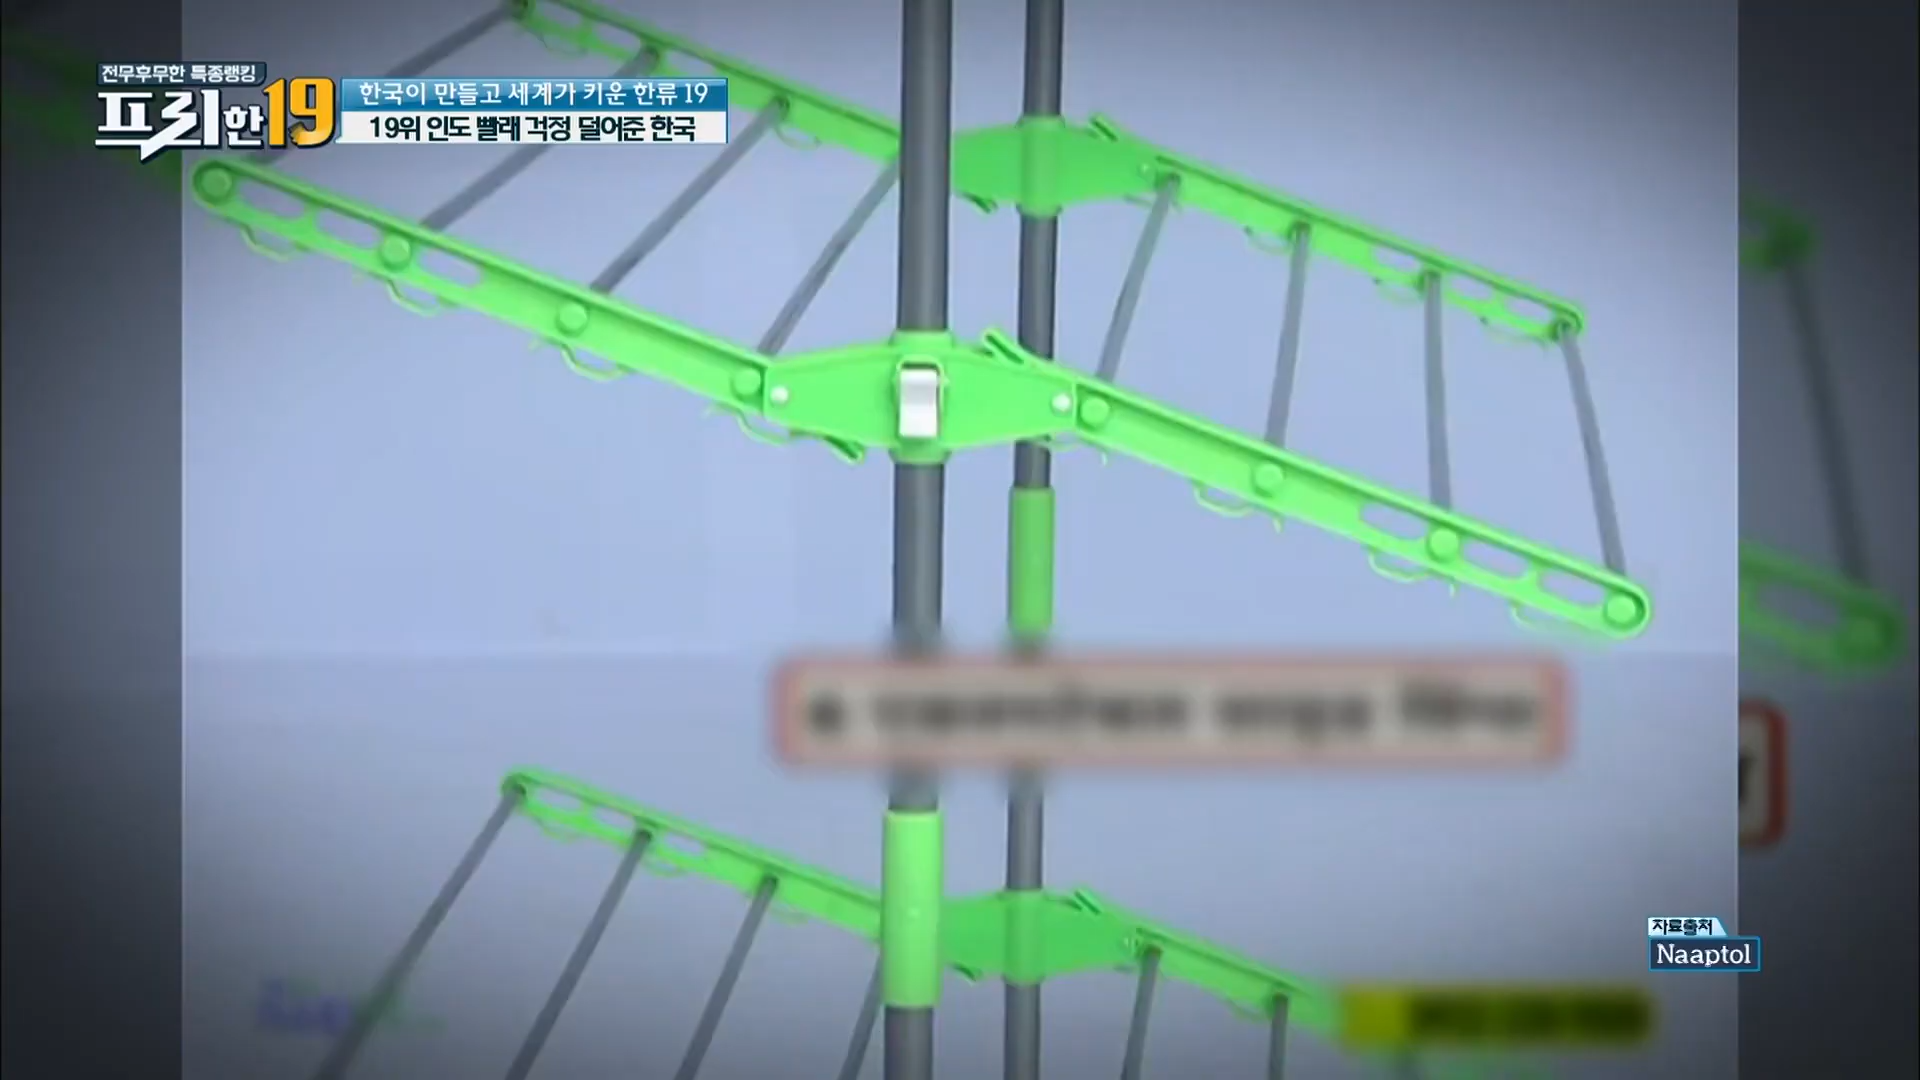 전무후무한 특종랭킹
프리한19
한국이 만들고 세계가 키운 한류 19
19위 인도 빨래 걱정 덜어준 한국
자료출처
Naaptol